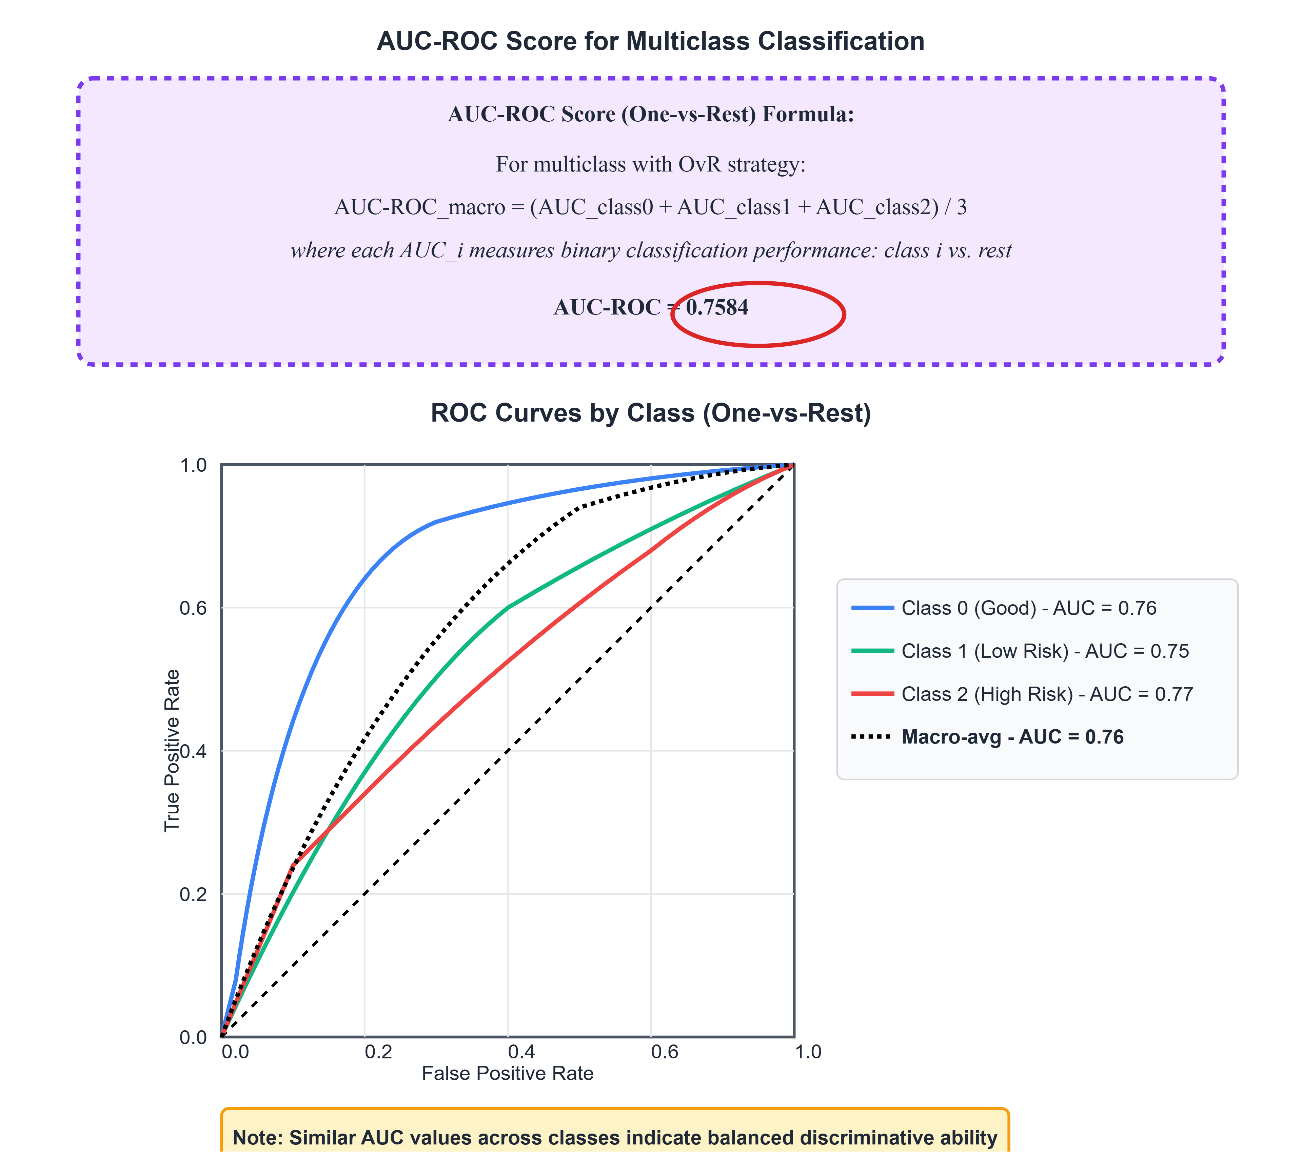 AUC-ROC Score for Multiclass Classification
AUC-ROC Score (One-vs-Rest) Formula:
For multiclass with OvR strategy:
AUC-ROC_macro = (AUC_class0 + AUC_class1 + AUC_class2) / 3
where each AUC_i measures binary classification performance: class i vs. rest
AUC-ROC = 0.7584
ROC Curves by Class (One-vs-Rest)
1.0
0.6
0.4
0.2
0.0
True Positive Rate
0.0 0.2 0.4 0.6 1.0
False Positive Rate
Class 0 (Good) - AUC = 0.76
Class 1 (Low Risk) - AUC = 0.75
Class 2 (High Risk) - AUC = 0.77
Macro-avg - AUC = 0.76
Note: Similar AUC values across classes indicate balanced discriminative ability